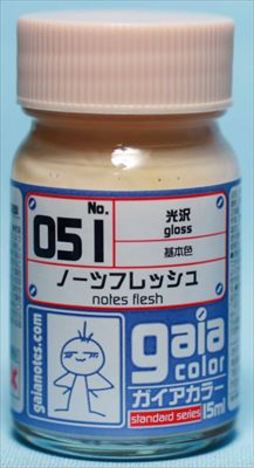 No.
051
光沢
gloss
基本色
ノーツフレッシュ
notes flesh
gaianotes.com
gaia
color
ガイアカラー
standard series 15ml